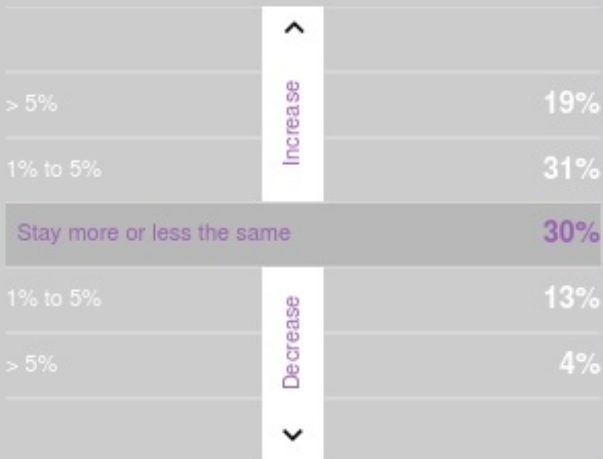 > 5% 19%
Increase
1% to 5% 31%
Stay more or less the same 30%
1% to 5% 13%
Decrease
> 5% 4%